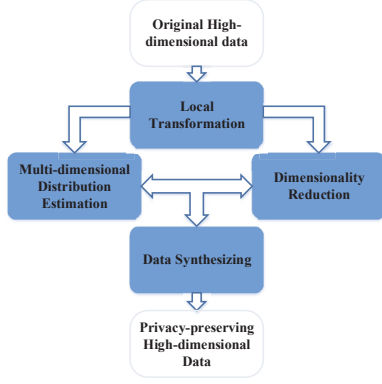 Original High-
dimensional data
Local
Transformation
Multi-dimensional
Distribution
Estimation
Dimensionality
Reduction
Data Synthesizing
Privacy-preserving
High-dimensional
Data